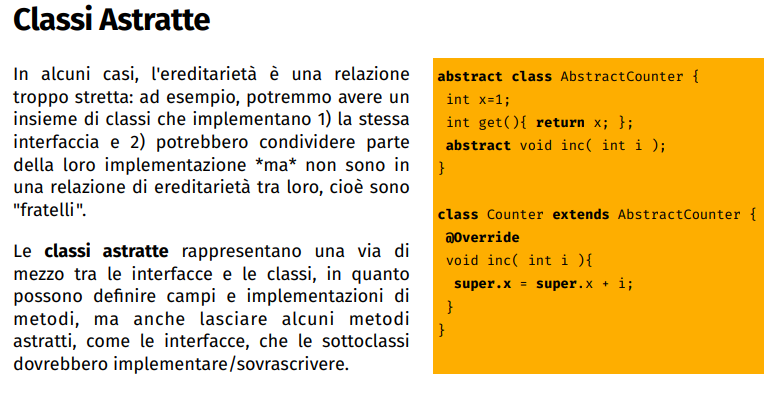 Classi Astratte
In alcuni casi, l'ereditarietà è una relazione
troppo stretta: ad esempio, potremmo avere un
insieme di classi che implementano 1) la stessa
interfaccia e 2) potrebbero condividere parte
della loro implementazione *ma* non sono in
una relazione di ereditarietà tra loro, cioè sono
"fratelli".
Le classi astratte rappresentano una via di
mezzo tra le interfacce e le classi, in quanto
possono definire campi e implementazioni di
metodi, ma anche lasciare alcuni metodi
astratti, come le interfacce, che le sottoclassi
dovrebbero implementare/sovrascrivere.
abstract class AbstractCounter {
int x=1;
int get(){ return x; };
abstract void inc( int i );
}
class Counter extends AbstractCounter {
@Override
void inc( int i ){
super.x = super.x + i;
}
}